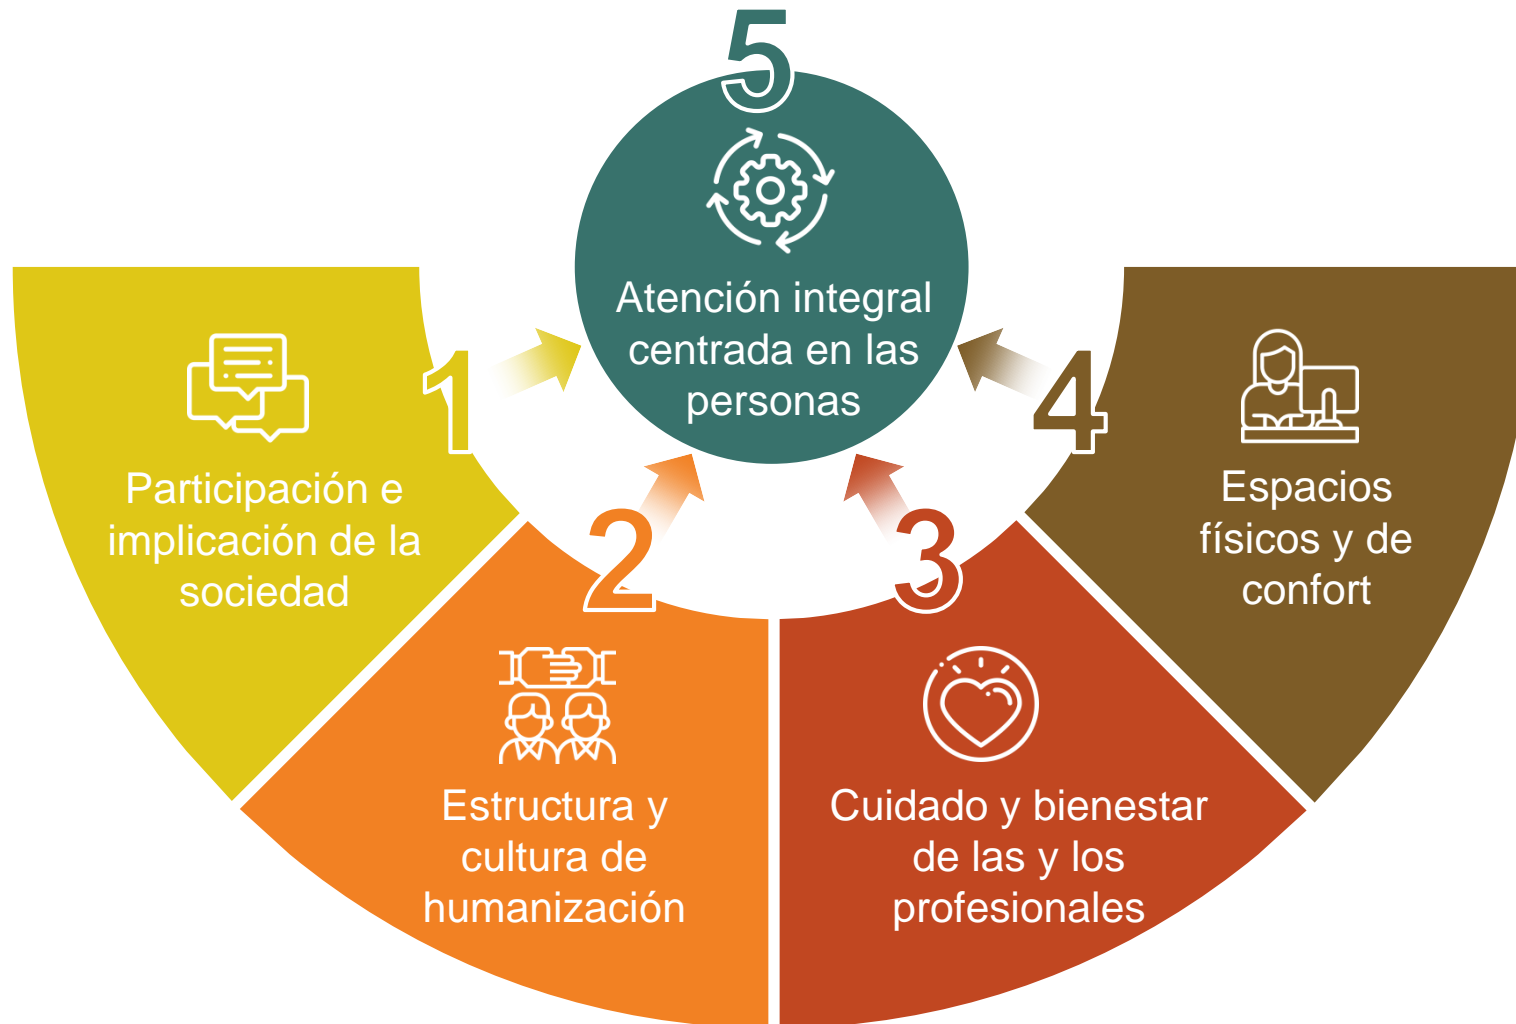 5
Atención integral
centrada en las
personas
1
Participación e
implicación de la
sociedad
2
Estructura y
cultura de
humanización
3
Cuidado y bienestar
de las y los
profesionales
4
Espacios
físicos y de
confort